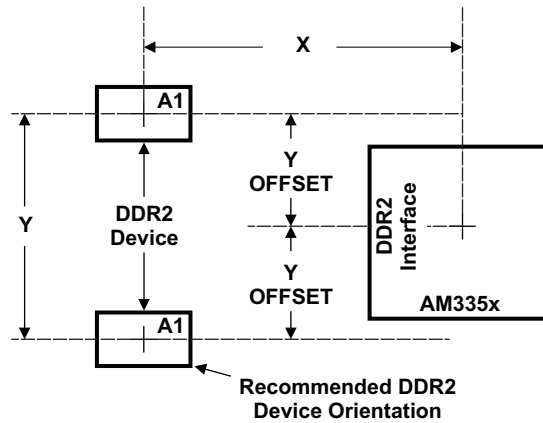 X
A1
Y
OFFSET
Y
DDR2
Device
DDR2
Interface
Y
OFFSET
A1
AM335x
Recommended DDR2
Device Orientation